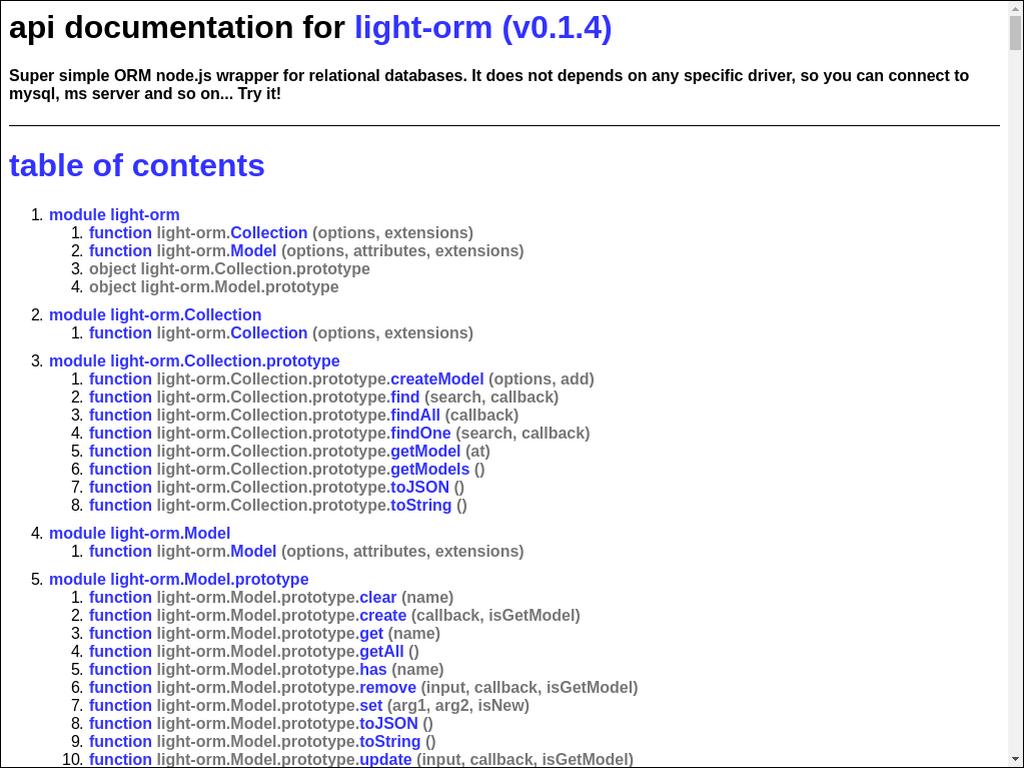 api documentation for light-orm (v0.1.4)
Super simple ORM node.js wrapper for relational databases. It does not depends on any specific driver, so you can connect to
mysql, ms server and so on... Try it!
table of contents
1. module light-orm
1. function light-orm.Collection (options, extensions)
2. function light-orm.Model (options, attributes, extensions)
3. object light-orm.Collection.prototype
4. object light-orm.Model.prototype
2. module light-orm.Collection
1. function light-orm.Collection (options, extensions)
3. module light-orm.Collection.prototype
1. function light-orm.Collection.prototype.createModel (options, add)
2. function light-orm.Collection.prototype.find (search, callback)
3. function light-orm.Collection.prototype.findAll (callback)
4. function light-orm.Collection.prototype.findOne (search, callback)
5. function light-orm.Collection.prototype.getModel (at)
6. function light-orm.Collection.prototype.getModels ()
7. function light-orm.Collection.prototype.toJSON ()
8. function light-orm.Collection.prototype.toString ()
4. module light-orm.Model
1. function light-orm.Model (options, attributes, extensions)
5. module light-orm.Model.prototype
1. function light-orm.Model.prototype.clear (name)
2. function light-orm.Model.prototype.create (callback, isGetModel)
3. function light-orm.Model.prototype.get (name)
4. function light-orm.Model.prototype.getAll ()
5. function light-orm.Model.prototype.has (name)
6. function light-orm.Model.prototype.remove (input, callback, isGetModel)
7. function light-orm.Model.prototype.set (arg1, arg2, isNew)
8. function light-orm.Model.prototype.toJSON ()
9. function light-orm.Model.prototype.toString ()
10. function light-orm.Model.prototype.update (input, callback, isGetModel)